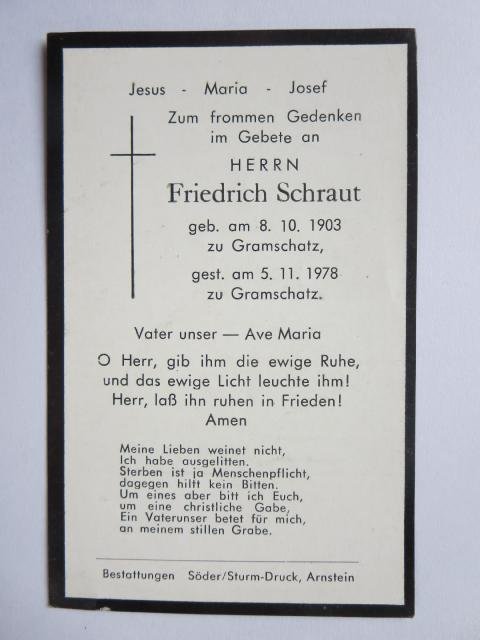 Jesus - Maria - Josef
Zum frommen Gedenken
im Gebete an
HERRN
Friedrich Schraut
geb. am 8. 10. 1903
zu Gramschatz,
gest. am 5. 11. 1978
zu Gramschatz.
Vater unser — Ave Maria
O Herr, gib ihm die ewige Ruhe,
und das ewige Licht leuchte ihm!
Herr, laß ihn ruhen in Frieden!
Amen
Meine Lieben weinet nicht,
Ich habe ausgelitten.
Sterben ist ja Menschenpflicht,
dagegen hiltt kein Bitten.
Um eines aber bitt ich Euch,
um eine christliche Gabe,
Ein Vaterunser betet für mich,
an meinem stillen Grabe.
Bestattungen Söder/Sturm-Druck, Arnstein